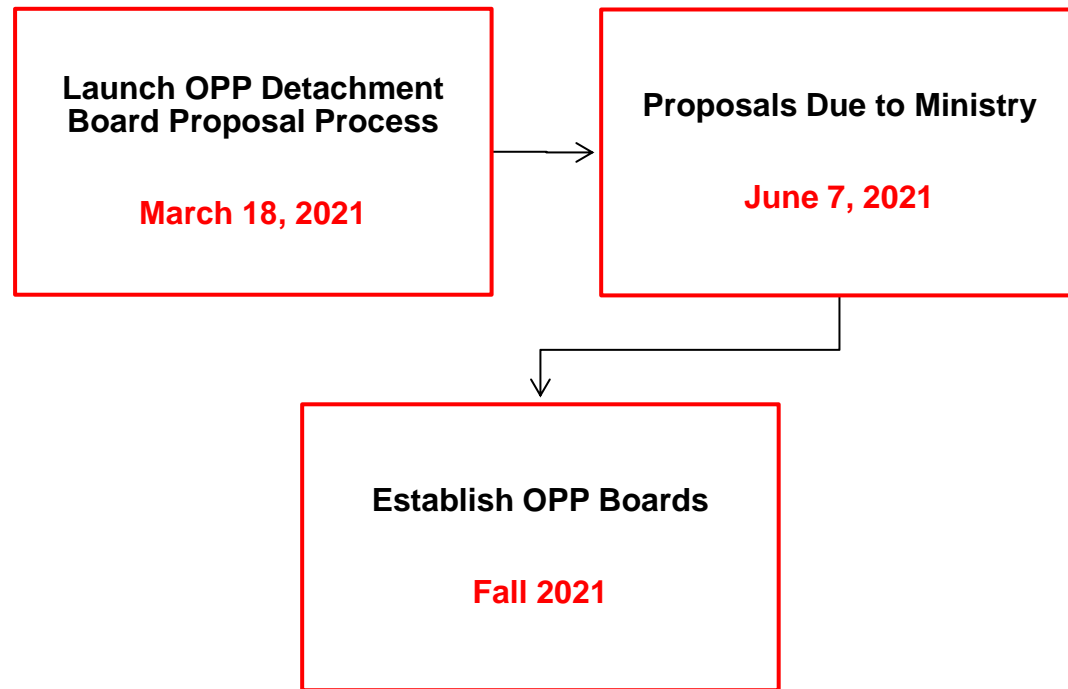 Launch OPP Detachment
Board Proposal Process
March 18, 2021
Proposals Due to Ministry
June 7, 2021
Establish OPP Boards
Fall 2021